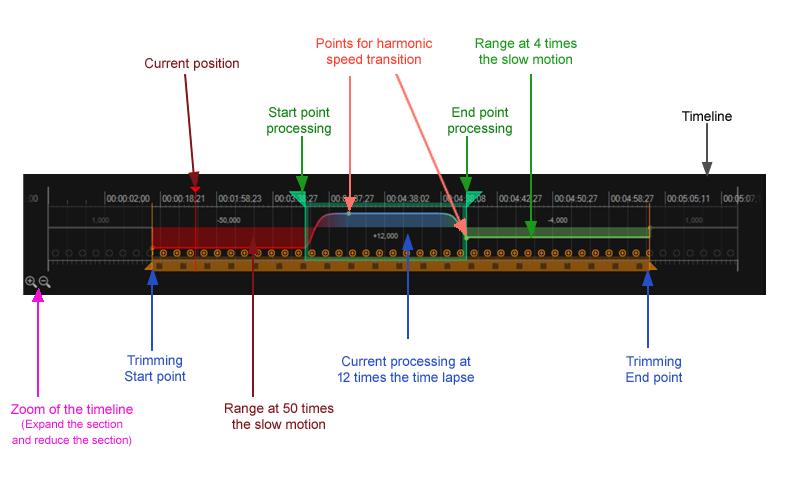 Points for harmonic
speed transition
Range at 4 times
the slow motion
Current position
Start point
processing
End point
processing
Timeline
00:00:02;00 00:00:18;21 00:01:58;23 00:04:38;02 00:04:42;27 00:04:50;27 00:04:58;27 00:05:05;11
1,000 -50,000 +12,000 -4,000 1,000
Trimming
Start point
Current processing at
12 times the time lapse
Trimming
End point
Zoom of the timeline
(Expand the section
and reduce the section)
Range at 50 times
the slow motion